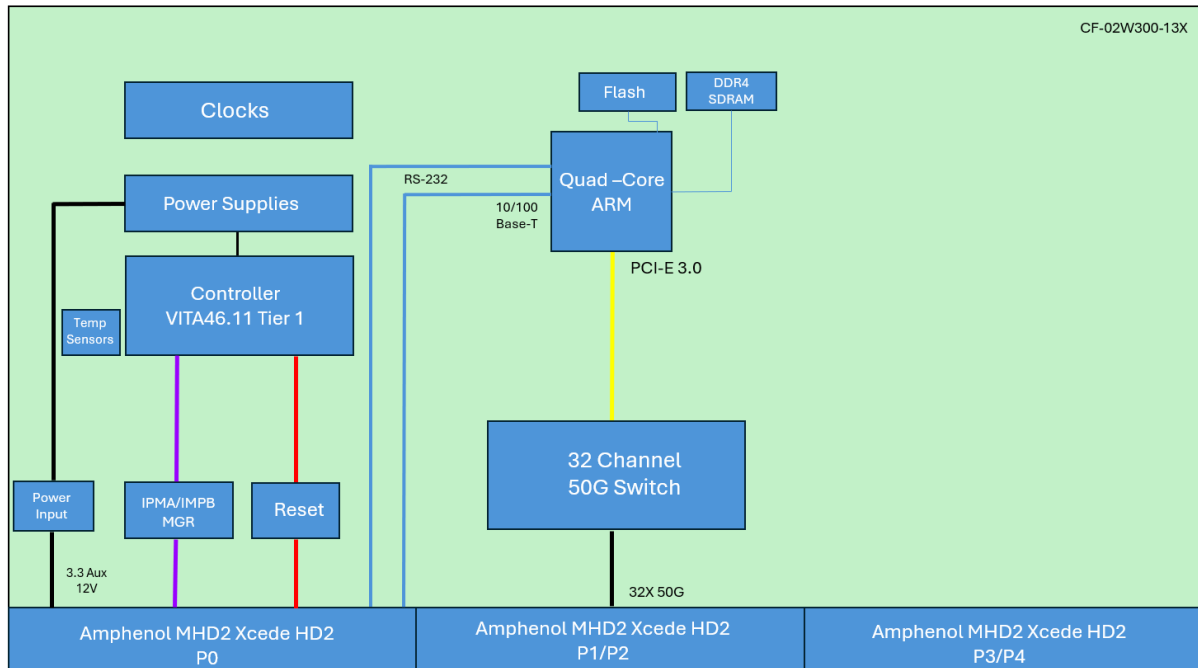 CF-02W300-13X
Clocks
Flash
DDR4
SDRAM
RS-232
Quad –Core
ARM
Power Supplies
10/100
Base-T
PCI-E 3.0
Controller
VITA46.11 Tier 1
Temp
Sensors
32 Channel
50G Switch
Power
Input
IPMA/IMPB
MGR
Reset
3.3 Aux
12V
32X 50G
Amphenol MHD2 Xcede HD2
P0
Amphenol MHD2 Xcede HD2
P1/P2
Amphenol MHD2 Xcede HD2
P3/P4